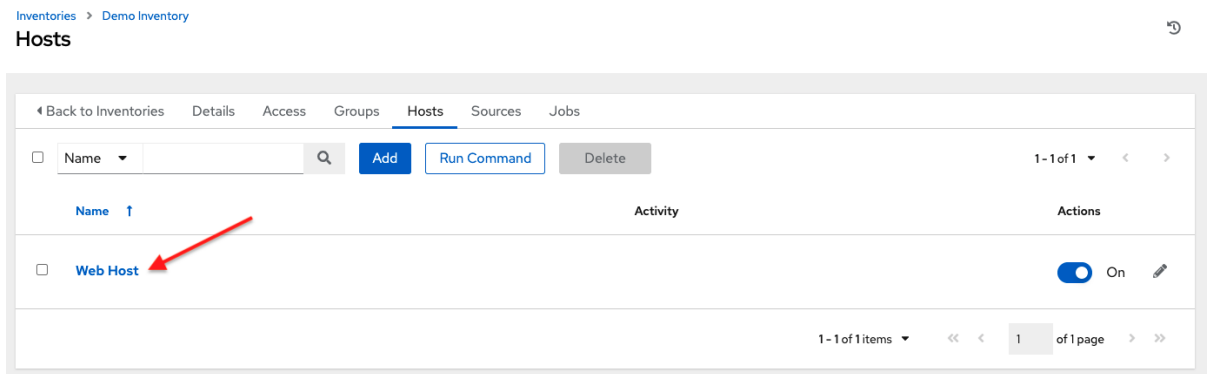 Inventories > Demo Inventory
Hosts
Back to Inventories Details Access Groups Hosts Sources Jobs
Name Add Run Command Delete 1 - 1 of 1
Name Activity Actions
Web Host On
1 - 1 of 1 items 1 of 1 page